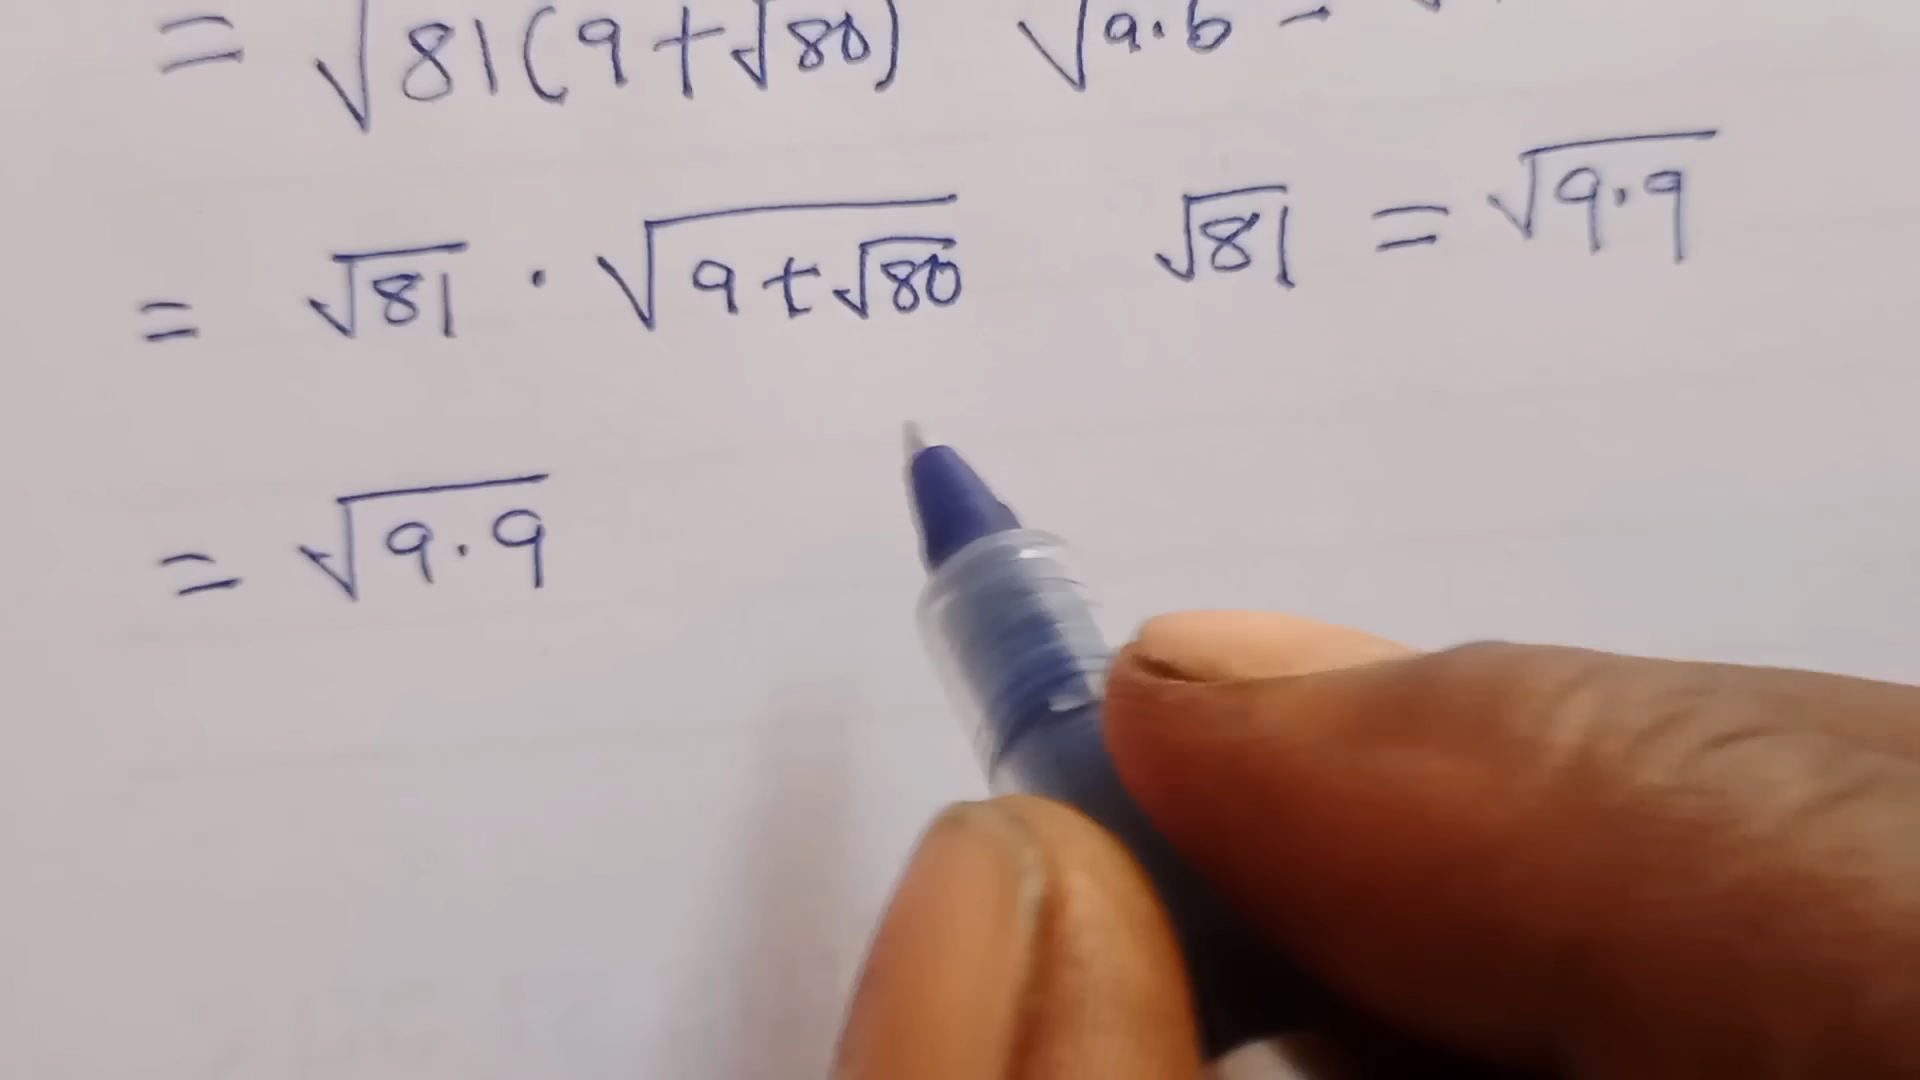 = √81(9+√80) √a.b =
= √81 · √9+√80 √81 = √9.9
= √9.9